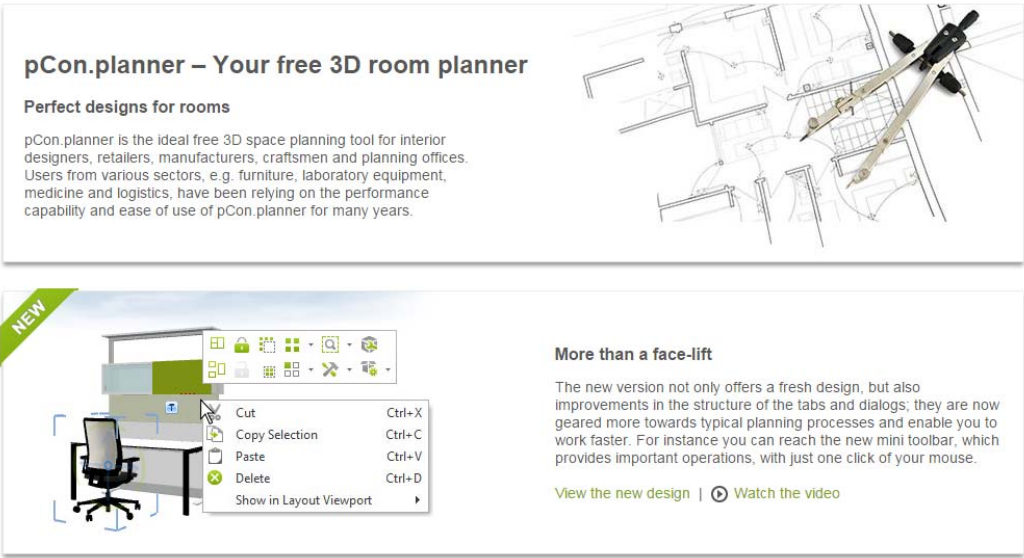 pCon.planner – Your free 3D room planner
Perfect designs for rooms
pCon.planner is the ideal free 3D space planning tool for interior
designers, retailers, manufacturers, craftsmen and planning offices.
Users from various sectors, e.g. furniture, laboratory equipment,
medicine and logistics, have been relying on the performance
capability and ease of use of pCon.planner for many years.
NEW
Cut Ctrl+X
Copy Selection Ctrl+C
Paste Ctrl+V
Delete Ctrl+D
Show in Layout Viewport
More than a face-lift
The new version not only offers a fresh design, but also
improvements in the structure of the tabs and dialogs; they are now
geared more towards typical planning processes and enable you to
work faster. For instance you can reach the new mini toolbar, which
provides important operations, with just one click of your mouse.
View the new design | Watch the video